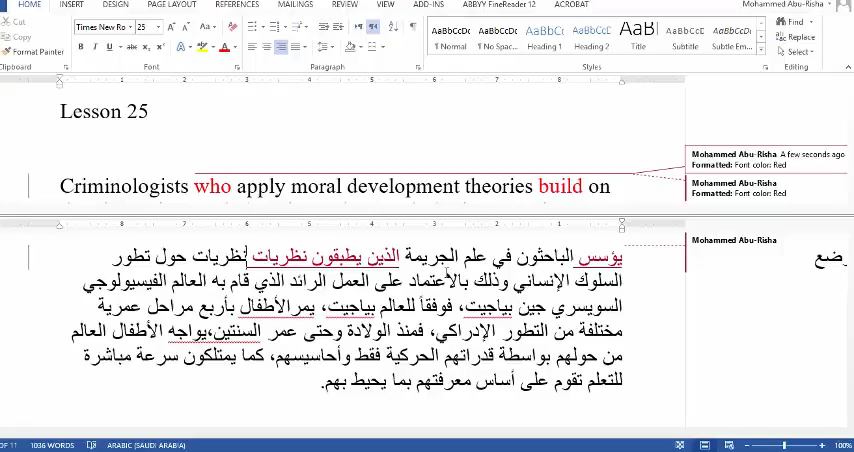 HOME INSERT DESIGN PAGE LAYOUT REFERENCES MAILINGS REVIEW VIEW ADD-INS ABBYY FineReader 12 ACROBAT Mohammed Abu-Risha
Cut
Copy
Format Painter
Clipboard
Times New Ro 25
Font
Paragraph
AaBbCcDc AaBbCcDc AaBbCc AaBbCcD AaBl AaBbCcD AaBbCcDc
¶ Normal ¶ No Spac... Heading 1 Heading 2 Title Subtitle Subtle Em...
Styles
Find
Replace
Select
Editing
Lesson 25
Criminologists who apply moral development theories build on
Mohammed Abu-Risha A few seconds ago
Formatted: Font color: Red
Mohammed Abu-Risha
Formatted: Font color: Red
Mohammed Abu-Risha
يؤسس الباحثون في علم الجريمة الذين يطبقون نظريات نظريات حول تطور
السلوك الإنساني وذلك بالاعتماد على العمل الرائد الذي قام به العالم الفيسيولوجي
السويسري جين بياجيت، فوفقاً للعالم بياجيت، يمرالأطفال بأربع مراحل عمرية
مختلفة من التطور الإدراكي، فمنذ الولادة وحتى عمر السنتين،يواجه الأطفال العالم
من حولهم بواسطة قدراتهم الحركية فقط وأحاسيسهم، كما يمتلكون سرعة مباشرة
للتعلم تقوم على أساس معرفتهم بما يحيط بهم.
OF 11 1036 WORDS ARABIC (SAUDI ARABIA) 100%